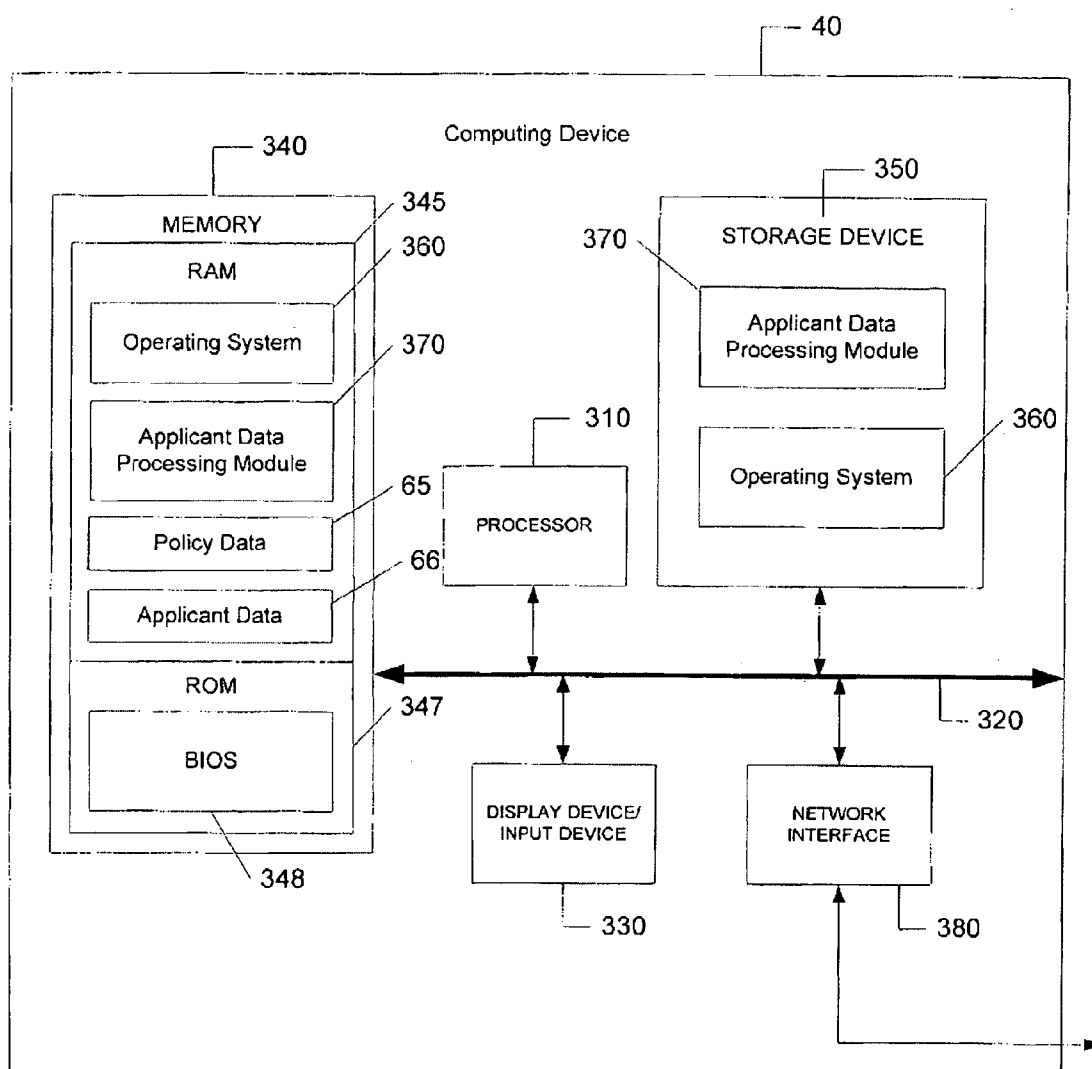 40
Computing Device
340
MEMORY
345
RAM
360
Operating System
370
Applicant Data
Processing Module
65
Policy Data
66
Applicant Data
ROM
347
BIOS
348
310
PROCESSOR
350
STORAGE DEVICE
370
Applicant Data
Processing Module
360
Operating System
320
DISPLAY DEVICE/
INPUT DEVICE
330
NETWORK
INTERFACE
380